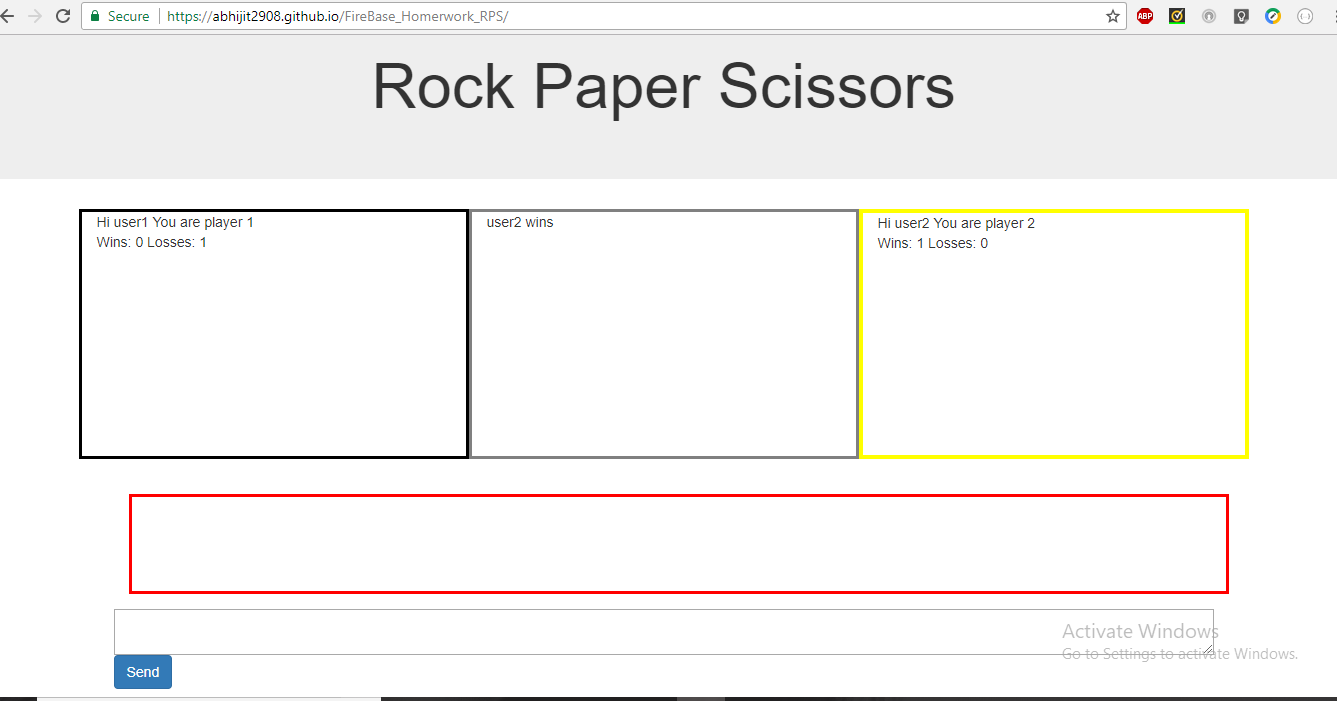 Secure https://abhijit2908.github.io/FireBase_Homerwork_RPS/
ABP
Rock Paper Scissors
Hi user1 You are player 1
Wins: 0 Losses: 1
user2 wins
Hi user2 You are player 2
Wins: 1 Losses: 0
Activate Windows
Go to Settings to activate Windows.
Send